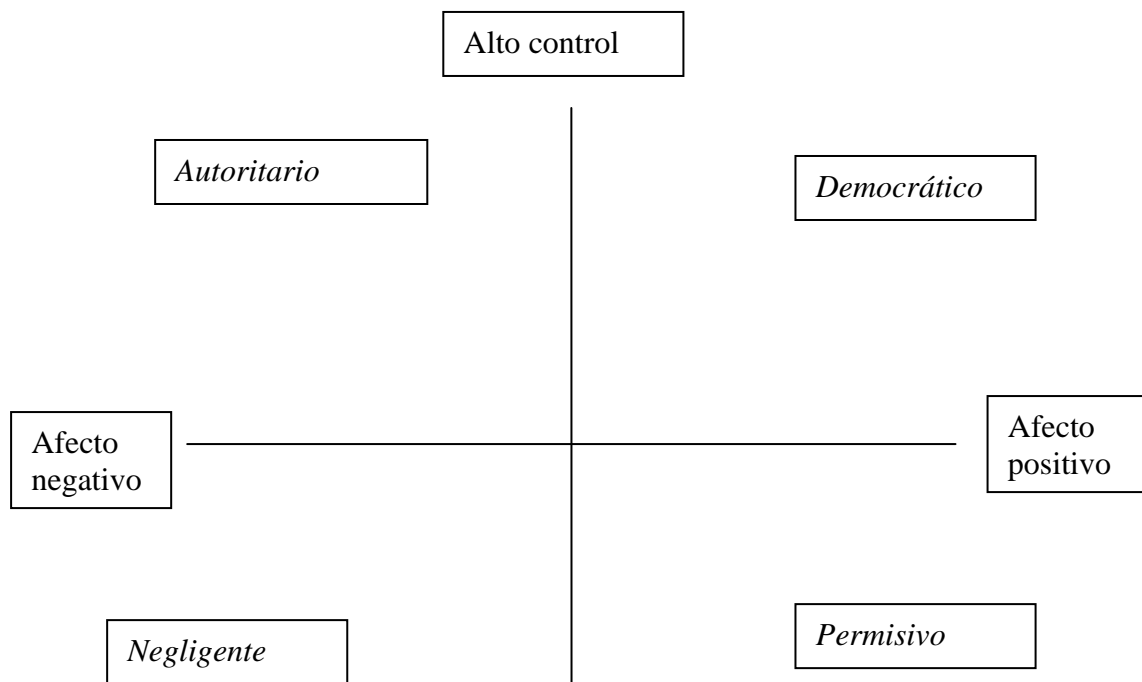 Alto control
Autoritario
Democrático
Afecto
negativo
Afecto
positivo
Negligente
Permisivo